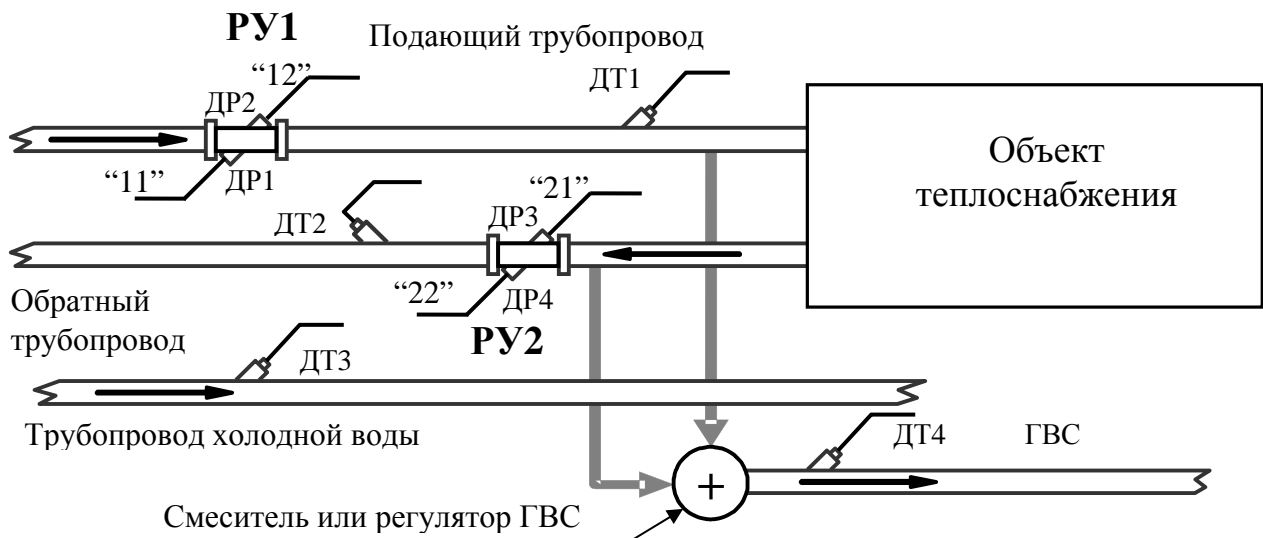 РУ1
Подающий трубопровод
“12”
ДТ1
ДР2
Объект
теплоснабжения
“11”
ДР1
“21”
ДТ2
ДР3
“22”
ДР4
Обратный
трубопровод
РУ2
ДТ3
Трубопровод холодной воды
ДТ4
ГВС
+
Смеситель или регулятор ГВС